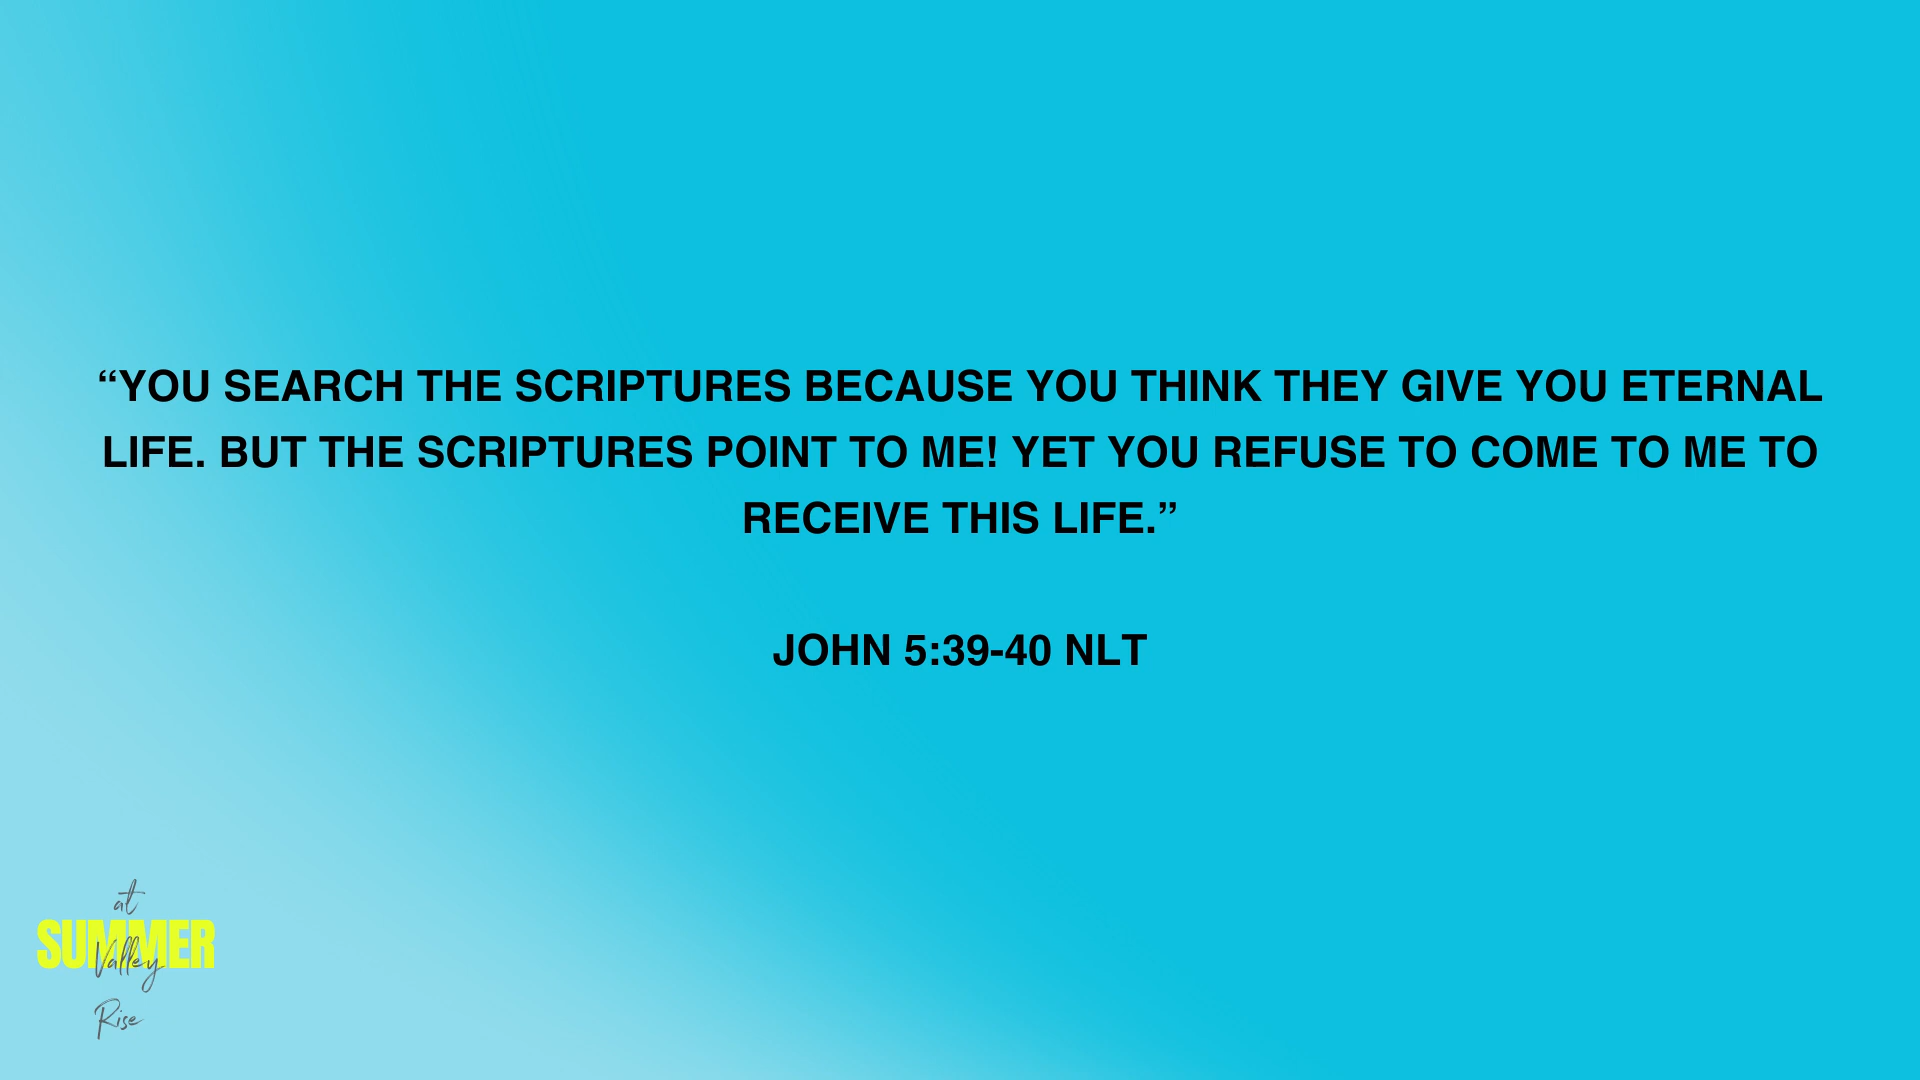 “YOU SEARCH THE SCRIPTURES BECAUSE YOU THINK THEY GIVE YOU ETERNAL
LIFE. BUT THE SCRIPTURES POINT TO ME! YET YOU REFUSE TO COME TO ME TO
RECEIVE THIS LIFE.”
JOHN 5:39-40 NLT
at
SUMMER
Valley
Rise